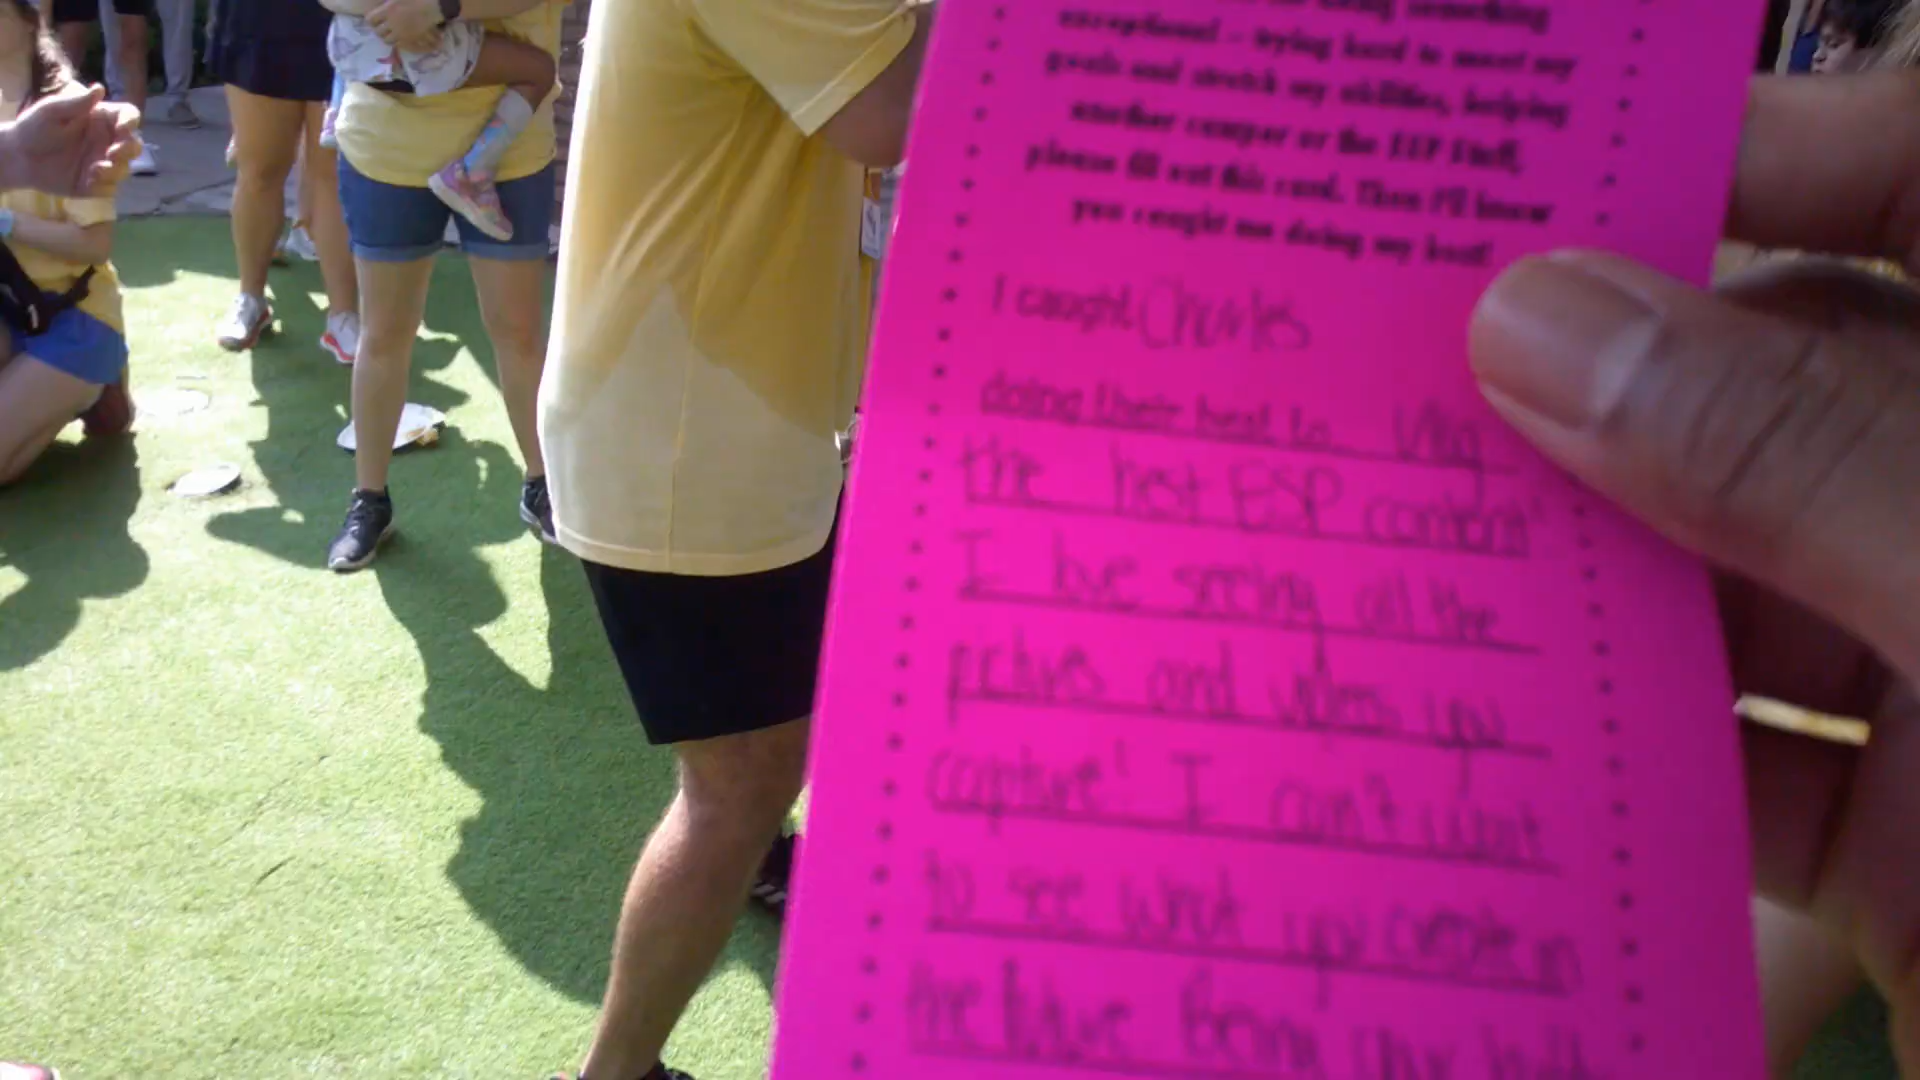 doing something
exceptional - trying hard to meet my
goals and stretch my abilities, helping
another camper or the ESP Staff,
please fill out this card. Then I'll know
you caught me doing my best!
I caught Charles
doing their best to Vlog
the best ESP content!
I love seeing all the
pictures and videos you
capture! I can't wait
to see what you create in
the future Being